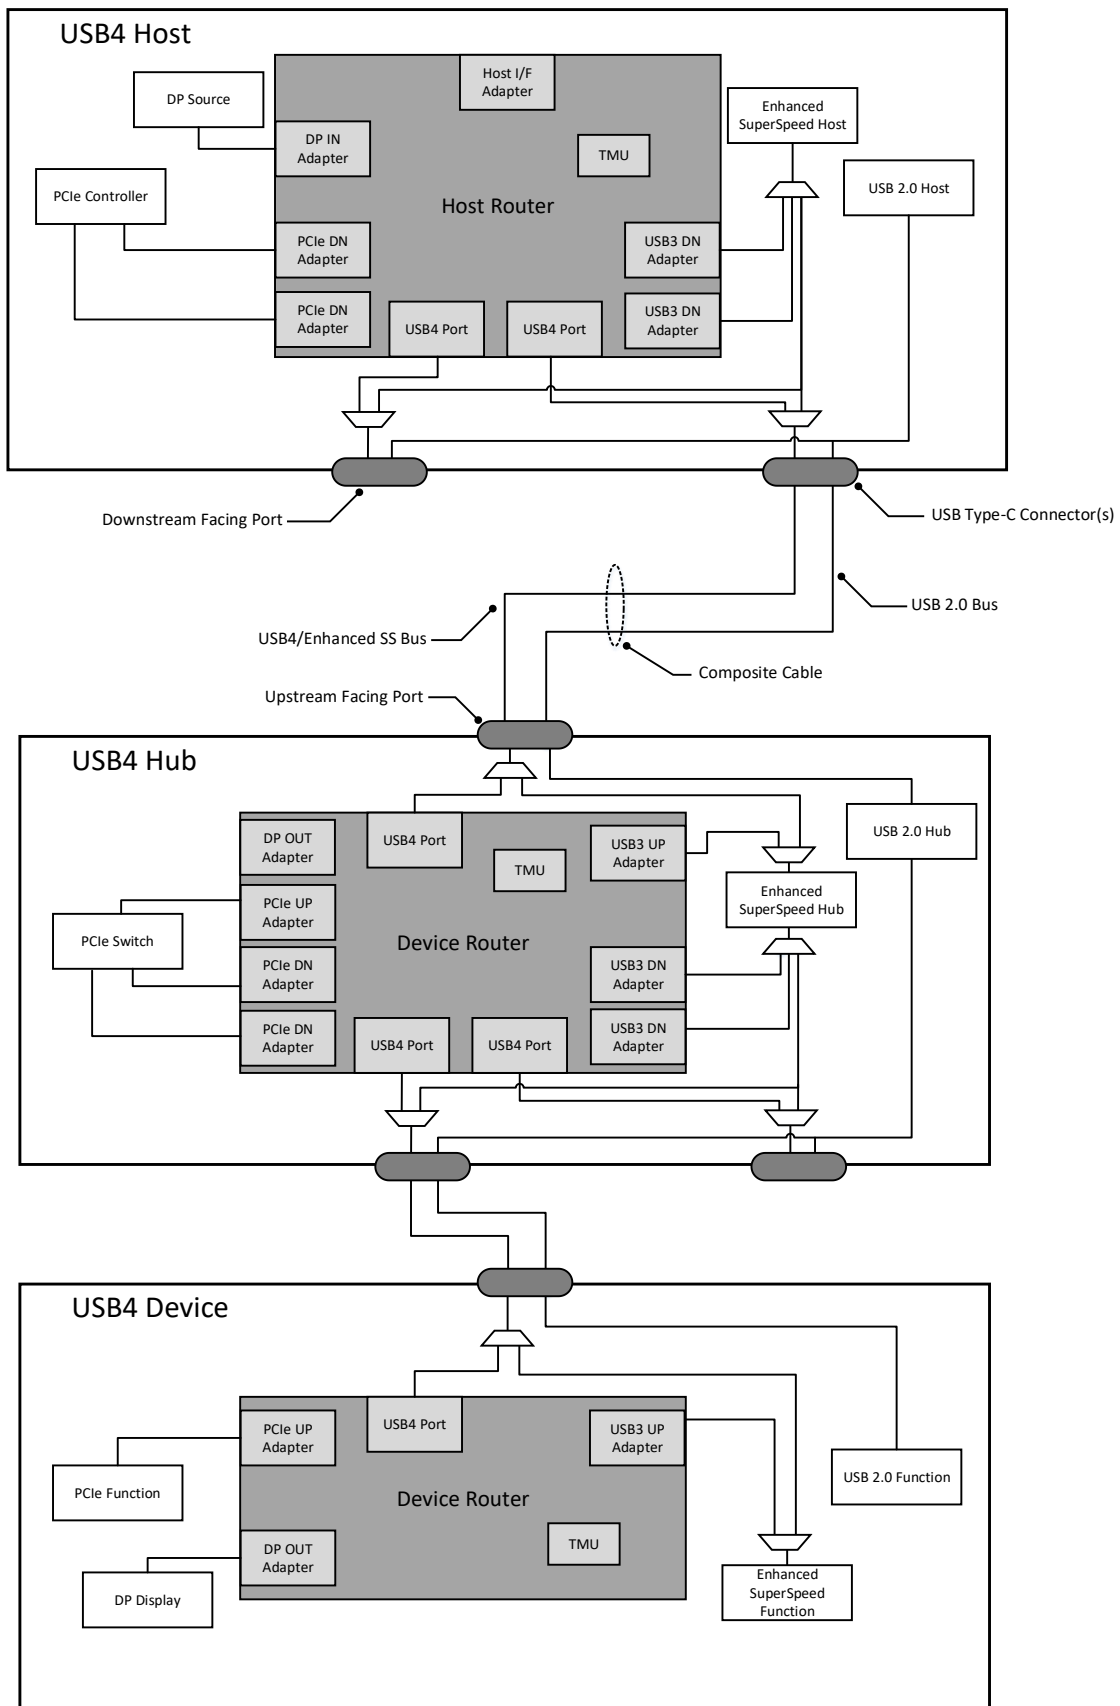 USB4 Host
Host I/F
Adapter
DP Source
Enhanced
SuperSpeed Host
DP IN
Adapter
TMU
PCIe Controller
USB 2.0 Host
Host Router
PCIe DN
Adapter
USB3 DN
Adapter
PCIe DN
Adapter
USB4 Port
USB4 Port
USB3 DN
Adapter
Downstream Facing Port
USB Type-C Connector(s)
USB 2.0 Bus
USB4/Enhanced SS Bus
Composite Cable
Upstream Facing Port
USB4 Hub
DP OUT
Adapter
USB4 Port
USB3 UP
Adapter
USB 2.0 Hub
TMU
PCIe UP
Adapter
Enhanced
SuperSpeed Hub
PCIe Switch
Device Router
PCIe DN
Adapter
USB3 DN
Adapter
PCIe DN
Adapter
USB4 Port
USB4 Port
USB3 DN
Adapter
USB4 Device
PCIe UP
Adapter
USB4 Port
USB3 UP
Adapter
PCIe Function
Device Router
USB 2.0 Function
DP OUT
Adapter
TMU
DP Display
Enhanced
SuperSpeed
Function